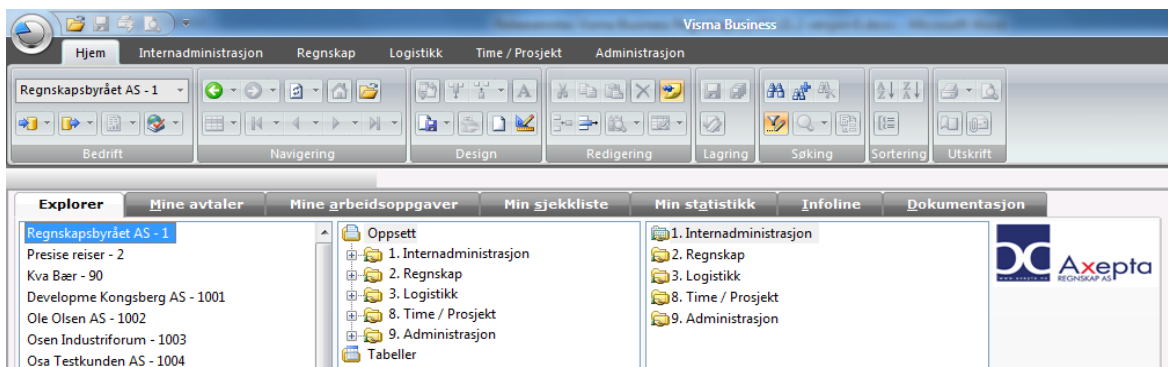 Visma Business
Hjem Internadministrasjon Regnskap Logistikk Time / Prosjekt Administrasjon
Regnskapsbyrået AS - 1
Bedrift Navigering Design Redigering Lagring Søking Sortering Utskrift
Explorer Mine avtaler Mine arbeidsoppgaver Min sjekkliste Min statistikk Infoline Dokumentasjon
Regnskapsbyrået AS - 1
Presise reiser - 2
Kva Bær - 90
Developme Kongsberg AS - 1001
Ole Olsen AS - 1002
Osen Industriforum - 1003
Osa Testkunden AS - 1004
Oppsett
1. Internadministrasjon
2. Regnskap
3. Logistikk
8. Time / Prosjekt
9. Administrasjon
Tabeller
1. Internadministrasjon
2. Regnskap
3. Logistikk
8. Time / Prosjekt
9. Administrasjon
Axepta
REGNSKAP AS
www.axepta.no